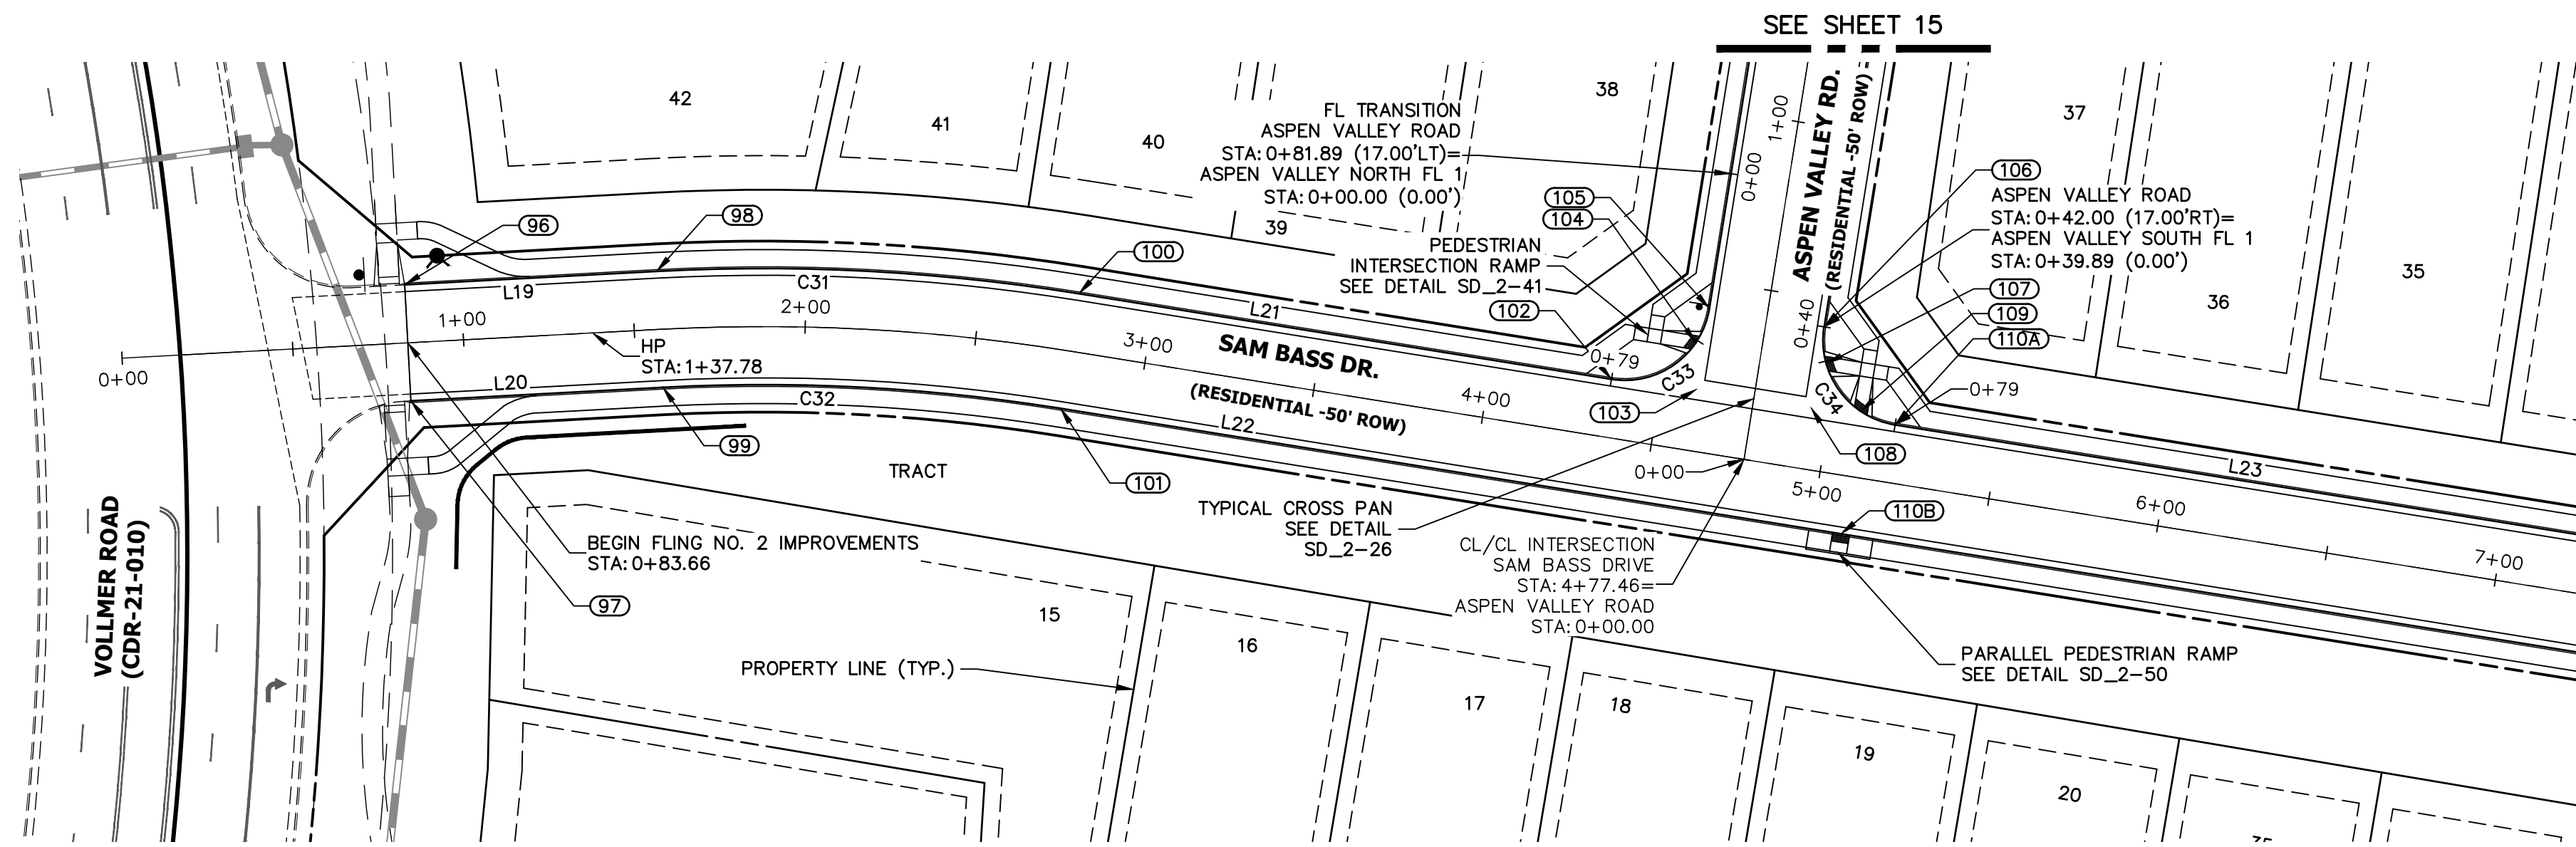 SEE SHEET 15
42
41
40
39
38
37
36
35
FL TRANSITION
ASPEN VALLEY ROAD
STA: 0+81.89 (17.00'LT)=
ASPEN VALLEY NORTH FL 1
STA: 0+00.00 (0.00')
ASPEN VALLEY RD.
(RESIDENTIAL -50' ROW)
1+00
0+00
0+40
106
ASPEN VALLEY ROAD
STA: 0+42.00 (17.00'RT)=
ASPEN VALLEY SOUTH FL 1
STA: 0+39.89 (0.00')
105
104
PEDESTRIAN
INTERSECTION RAMP
SEE DETAIL SD_2-41
102
107
109
110A
96
98
100
L19
C31
L21
0+79
C33
C34
0+79
103
108
0+00
1+00
2+00
3+00
4+00
5+00
6+00
7+00
HP
STA: 1+37.78
SAM BASS DR.
(RESIDENTIAL -50' ROW)
L20
C32
L22
L23
99
101
0+00
110B
TRACT
TYPICAL CROSS PAN
SEE DETAIL
SD_2-26
BEGIN FLING NO. 2 IMPROVEMENTS
STA: 0+83.66
97
CL/CL INTERSECTION
SAM BASS DRIVE
STA: 4+77.46=
ASPEN VALLEY ROAD
STA: 0+00.00
VOLLMER ROAD
(CDR-21-010)
PROPERTY LINE (TYP.)
PARALLEL PEDESTRIAN RAMP
SEE DETAIL SD_2-50
15
16
17
18
19
20